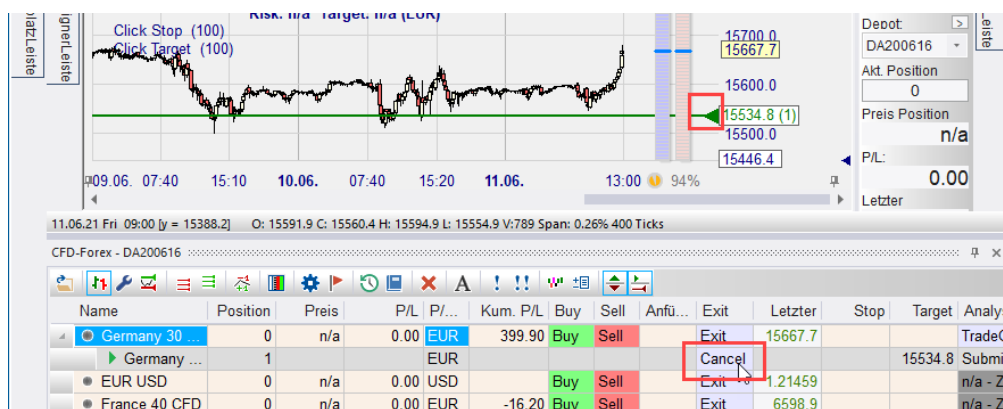 platzLeiste
ignerLeiste
Risk: n/a Target: n/a (EUR)
Click Stop (100)
Click Target (100)
15700.0
15667.7
15600.0
15534.8 (1)
15500.0
15446.4
09.06. 07:40 15:10 10.06. 07:40 15:20 11.06. 13:00 94%
Depot:
DA200616
Akt. Position
0
Preis Position
n/a
P/L:
0.00
Letzter
eiste
11.06.21 Fri 09:00 [y = 15388.2] O: 15591.9 C: 15560.4 H: 15594.9 L: 15554.9 V:789 Span: 0.26% 400 Ticks
CFD-Forex - DA200616
Name Position Preis P/L P/... Kum. P/L Buy Sell Anfü... Exit Letzter Stop Target Analys
Germany 30 ... 0 n/a 0.00 EUR 399.90 Buy Sell Exit 15667.7 TradeG
Germany ... 1 EUR Cancel 15534.8 Submi
EUR USD 0 n/a 0.00 USD Buy Sell Exit 1.21459 n/a - Z
France 40 CFD 0 n/a 0.00 EUR -16.20 Buy Sell Exit 6598.9 n/a - Z